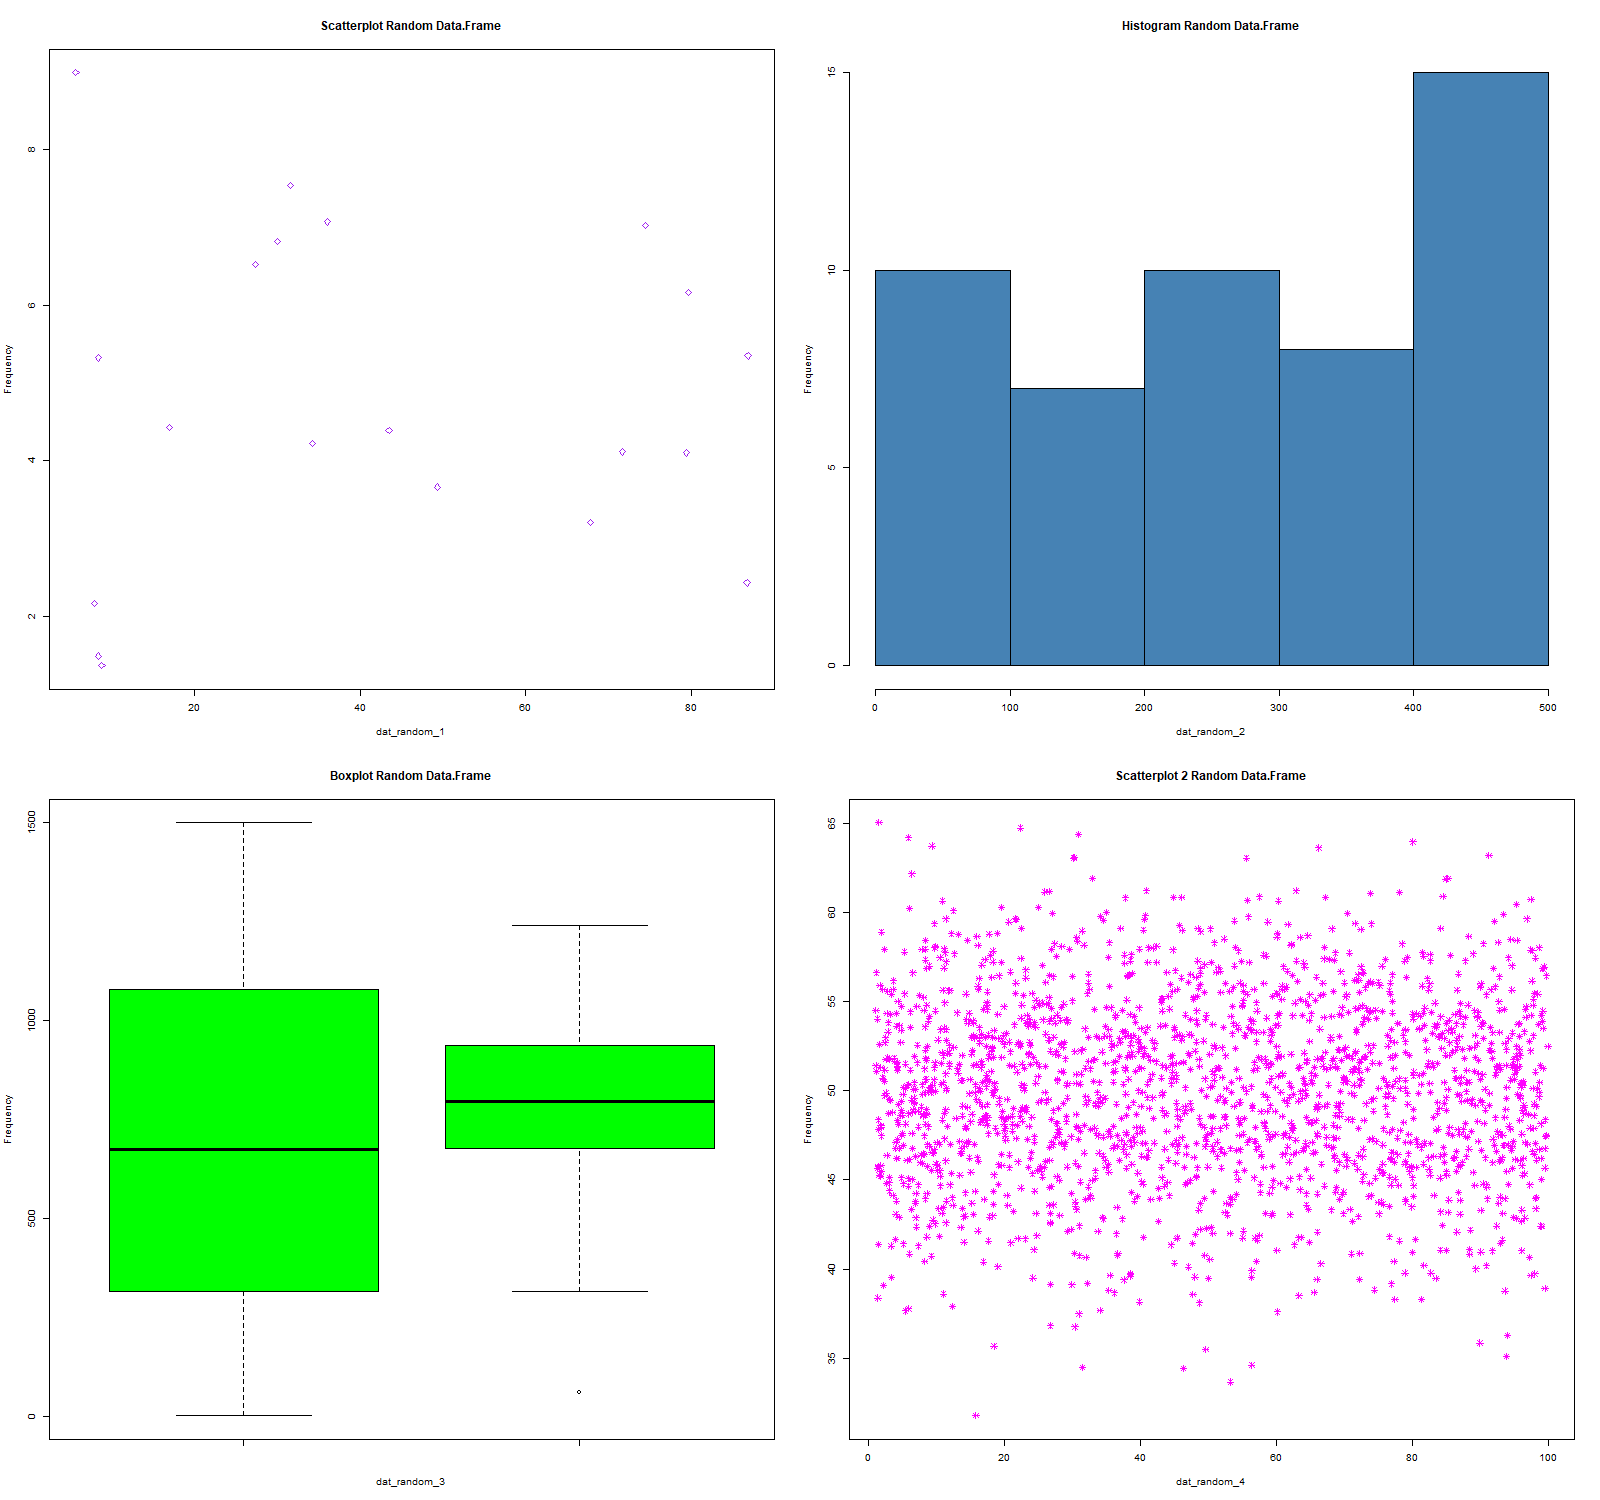 Scatterplot Random Data.Frame
Frequency
8
6
4
2
20 40 60 80
dat_random_1
Histogram Random Data.Frame
Frequency
15
10
5
0
0 100 200 300 400 500
dat_random_2
Boxplot Random Data.Frame
Frequency
1500
1000
500
0
dat_random_3
Scatterplot 2 Random Data.Frame
Frequency
65
60
55
50
45
40
35
0 20 40 60 80 100
dat_random_4